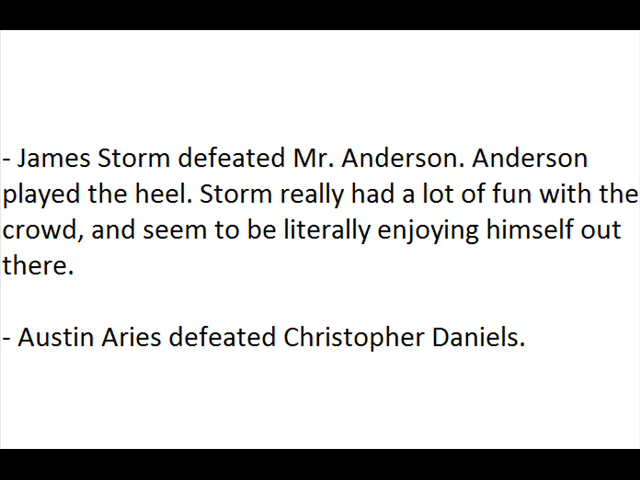 - James Storm defeated Mr. Anderson. Anderson
played the heel. Storm really had a lot of fun with the
crowd, and seem to be literally enjoying himself out
there.
- Austin Aries defeated Christopher Daniels.